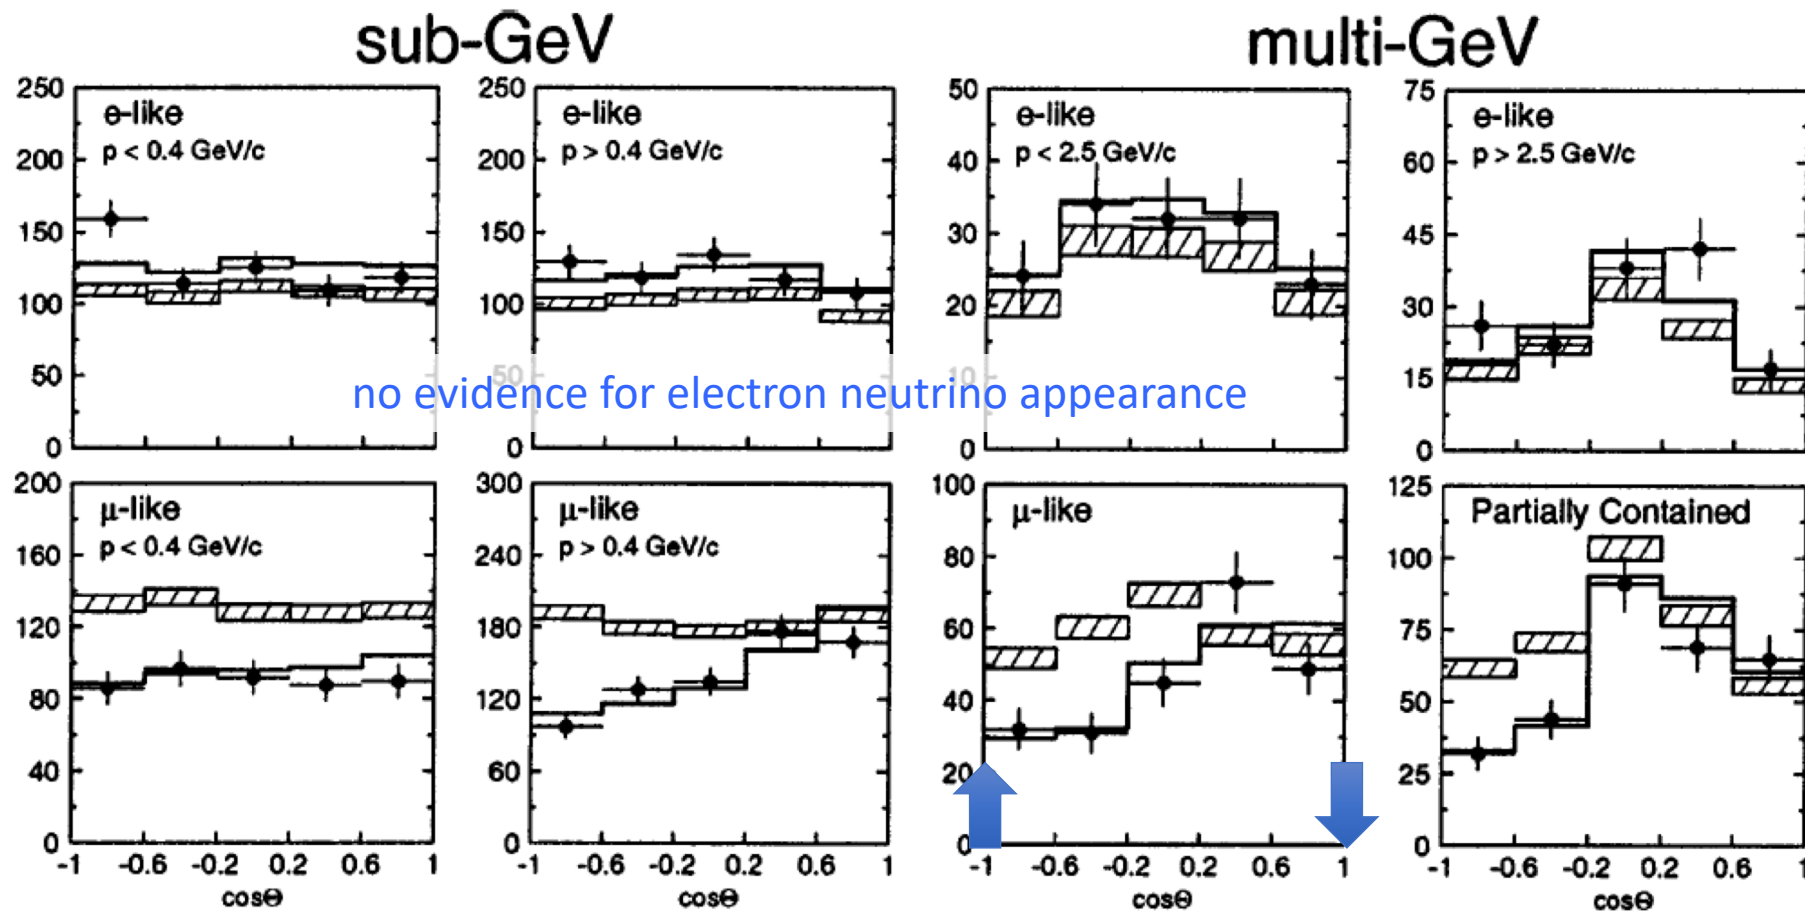 sub-GeV
multi-GeV
250
200
150
100
50
0
e-like
p < 0.4 GeV/c
250
200
150
100
50
0
e-like
p > 0.4 GeV/c
50
40
30
20
10
0
e-like
p < 2.5 GeV/c
75
60
45
30
15
0
e-like
p > 2.5 GeV/c
no evidence for electron neutrino appearance
200
160
120
80
40
0
μ-like
p < 0.4 GeV/c
-1 -0.6 -0.2 0.2 0.6 1
cosΘ
300
240
180
120
60
0
μ-like
p > 0.4 GeV/c
-1 -0.6 -0.2 0.2 0.6 1
cosΘ
100
80
60
40
20
0
μ-like
-1 -0.6 -0.2 0.2 0.6 1
cosΘ
125
100
75
50
25
0
Partially Contained
-1 -0.6 -0.2 0.2 0.6 1
cosΘ